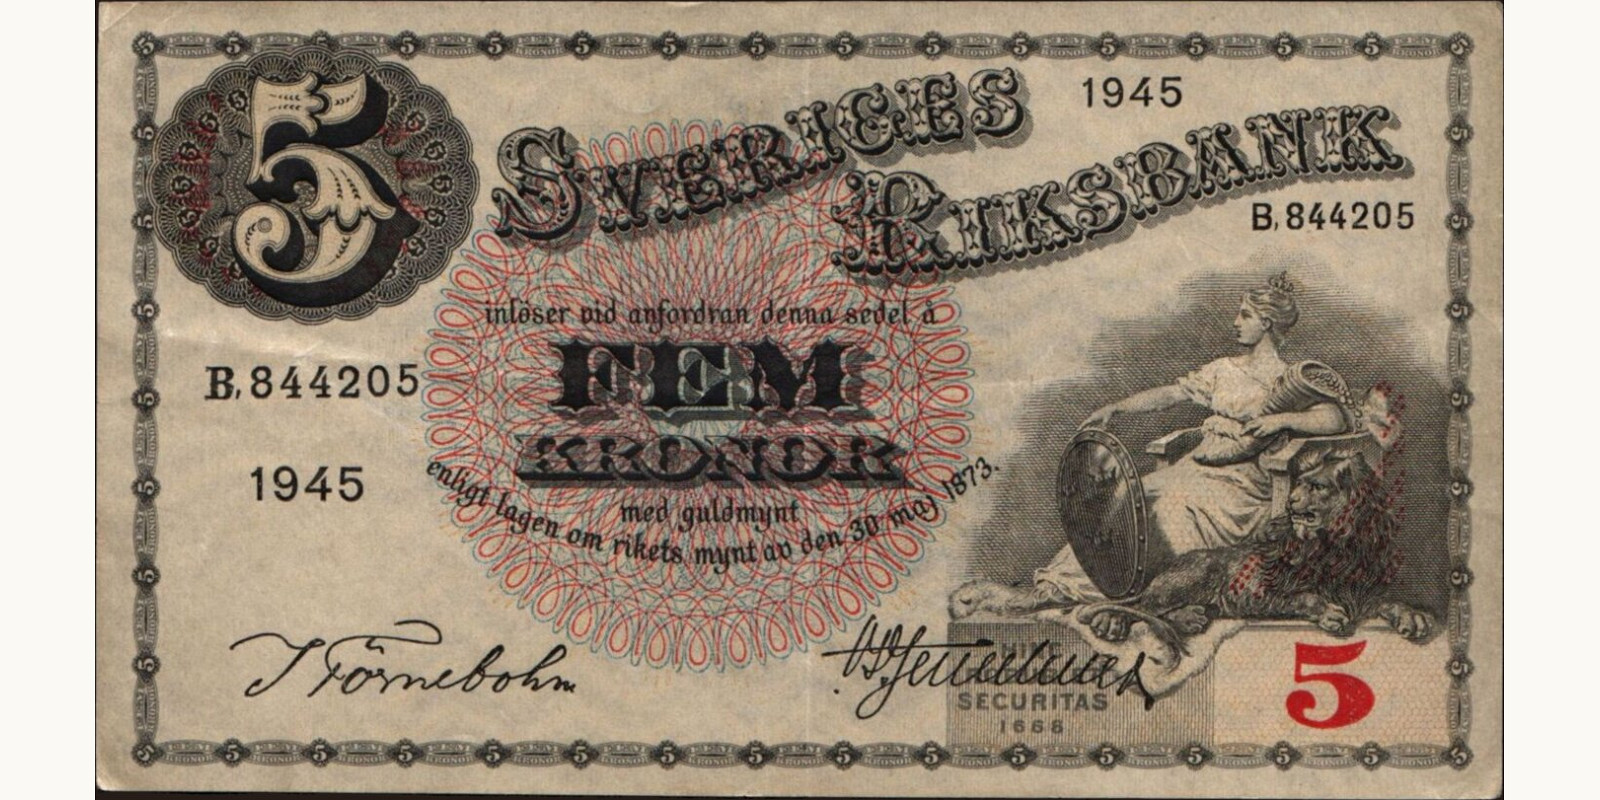 5
SVERIGES
1945
RIKSBANK
B,844205
inlöser vid anfordran denna sedel å
FEM
KRONOR
B,844205
1945
med guldmynt
enligt lagen om rikets mynt av den 30 maj 1873.
T Törnebohm
SECURITAS
1668
5